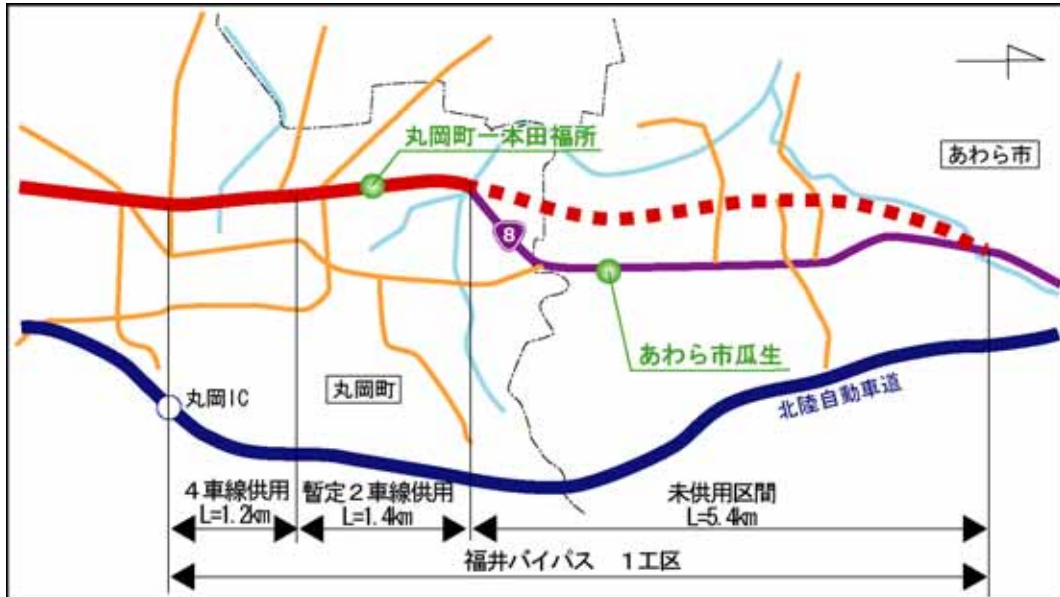 丸岡町一本田福所
あわら市
8
あわら市瓜生
丸岡IC
丸岡町
北陸自動車道
4車線供用
L=1.2km
暫定2車線供用
L=1.4km
未供用区間
L=5.4km
福井バイパス 1工区